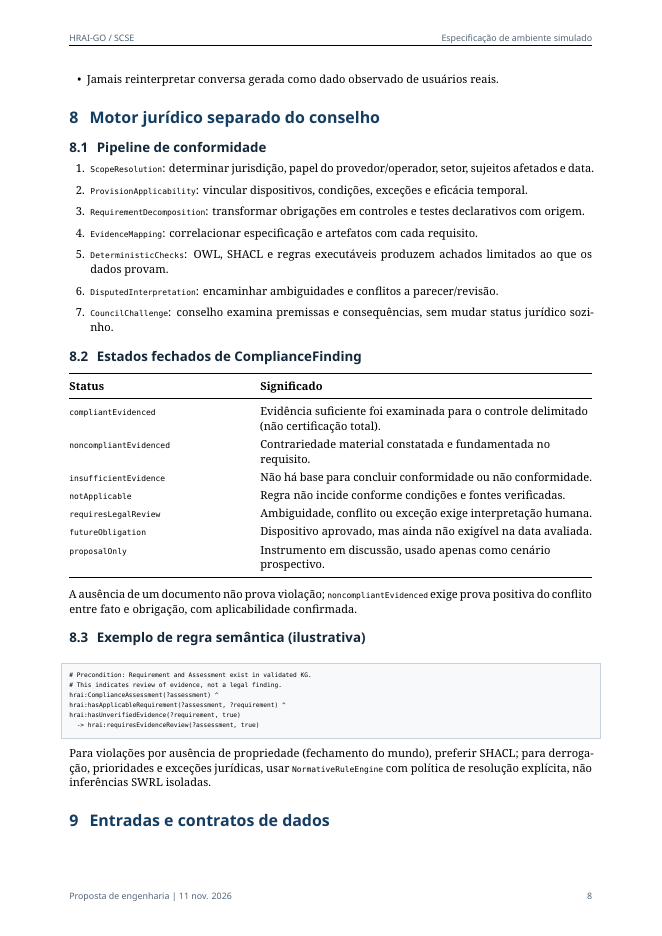 HRAI-GO / SCSE Especificação de ambiente simulado
• Jamais reinterpretar conversa gerada como dado observado de usuários reais.
8 Motor jurídico separado do conselho
8.1 Pipeline de conformidade
1. ScopeResolution: determinar jurisdição, papel do provedor/operador, setor, sujeitos afetados e data.
2. ProvisionApplicability: vincular dispositivos, condições, exceções e eficácia temporal.
3. RequirementDecomposition: transformar obrigações em controles e testes declarativos com origem.
4. EvidenceMapping: correlacionar especificação e artefatos com cada requisito.
5. DeterministicChecks: OWL, SHACL e regras executáveis produzem achados limitados ao que os
dados provam.
6. DisputedInterpretation: encaminhar ambiguidades e conflitos a parecer/revisão.
7. CouncilChallenge: conselho examina premissas e consequências, sem mudar status jurídico sozi-
nho.
8.2 Estados fechados de ComplianceFinding
Status Significado
compliantEvidenced Evidência suficiente foi examinada para o controle delimitado
(não certificação total).
noncompliantEvidenced Contrariedade material constatada e fundamentada no
requisito.
insufficientEvidence Não há base para concluir conformidade ou não conformidade.
notApplicable Regra não incide conforme condições e fontes verificadas.
requiresLegalReview Ambiguidade, conflito ou exceção exige interpretação humana.
futureObligation Dispositivo aprovado, mas ainda não exigível na data avaliada.
proposalOnly Instrumento em discussão, usado apenas como cenário
prospectivo.
A ausência de um documento não prova violação; noncompliantEvidenced exige prova positiva do conflito
entre fato e obrigação, com aplicabilidade confirmada.
8.3 Exemplo de regra semântica (ilustrativa)
# Precondition: Requirement and Assessment exist in validated KG.
# This indicates review of evidence, not a legal finding.
hrai:ComplianceAssessment(?assessment) ^
hrai:hasApplicableRequirement(?assessment, ?requirement) ^
hrai:hasUnverifiedEvidence(?requirement, true)
-> hrai:requiresEvidenceReview(?assessment, true)
Para violações por ausência de propriedade (fechamento do mundo), preferir SHACL; para derroga-
ção, prioridades e exceções jurídicas, usar NormativeRuleEngine com política de resolução explícita, não
inferências SWRL isoladas.
9 Entradas e contratos de dados
Proposta de engenharia | 11 nov. 2026 8